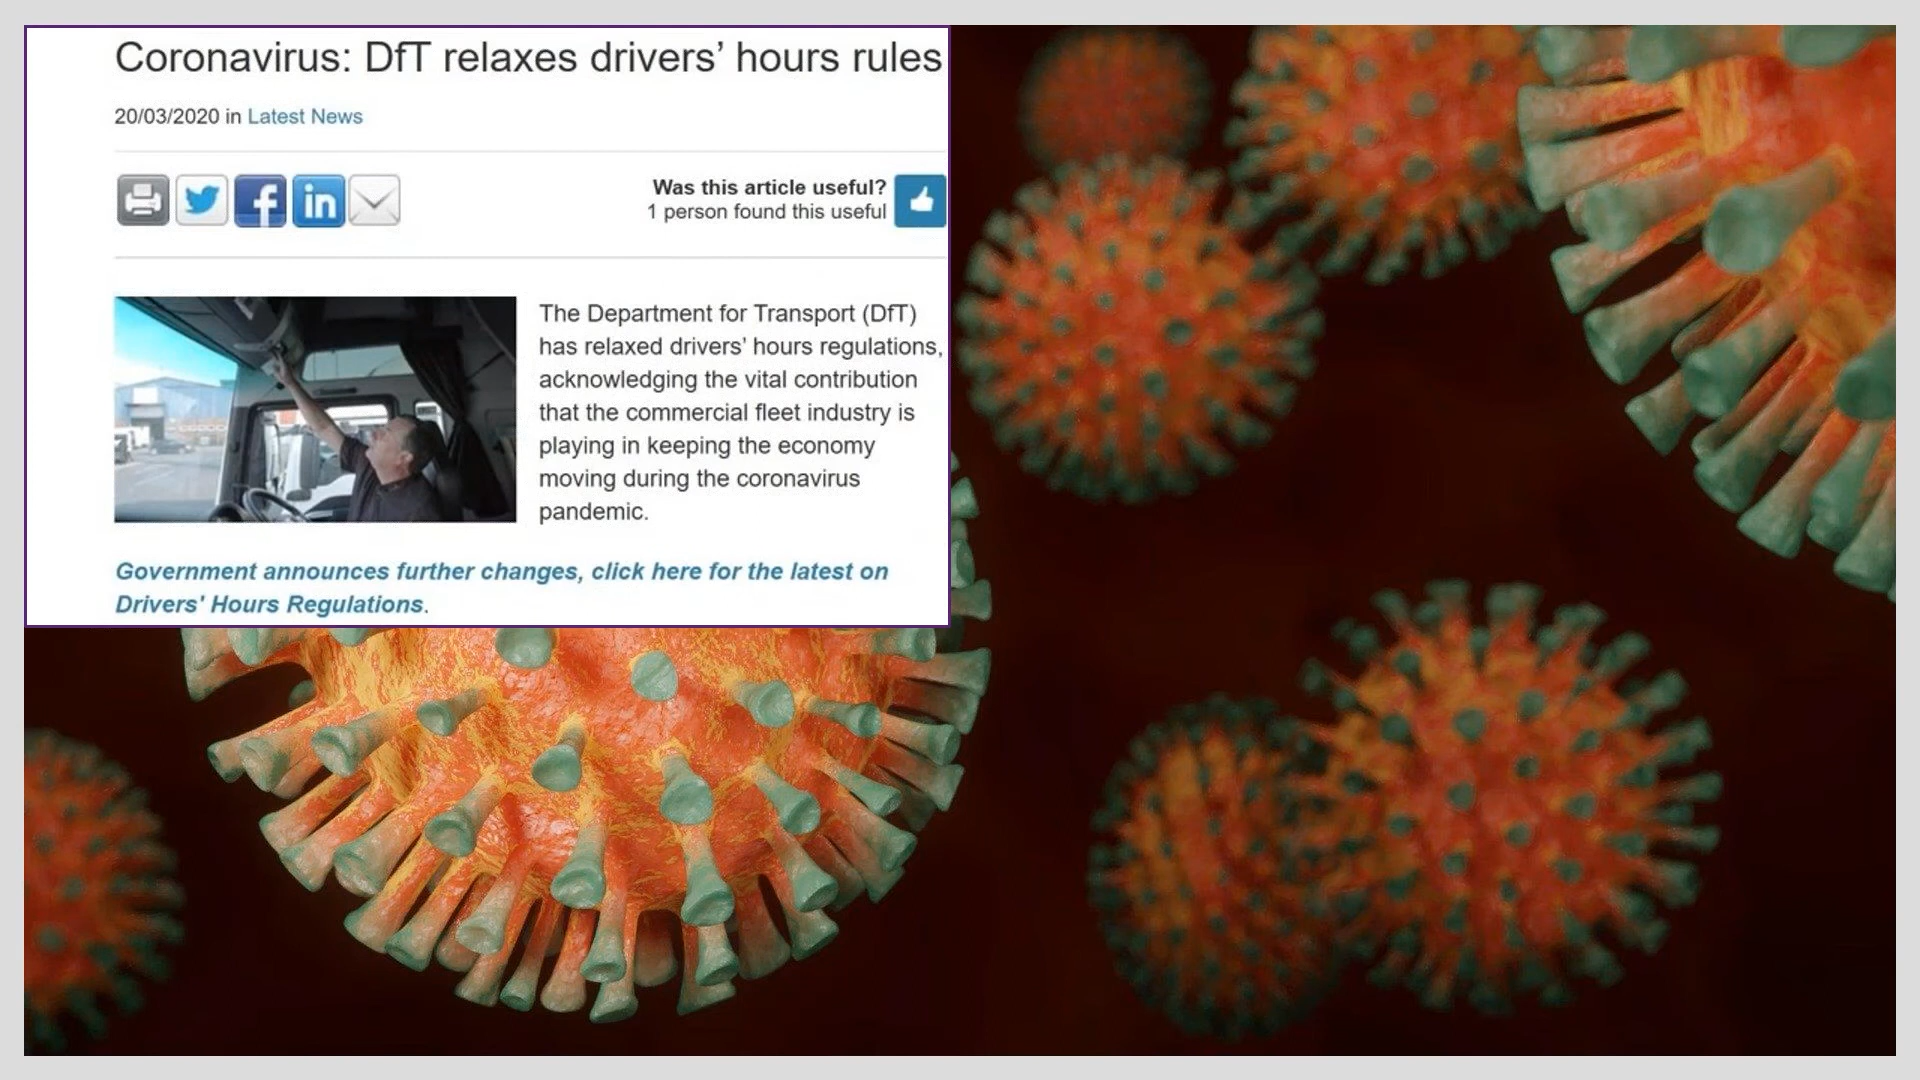 Coronavirus: DfT relaxes drivers’ hours rules
20/03/2020 in Latest News
Was this article useful?
1 person found this useful
The Department for Transport (DfT)
has relaxed drivers’ hours regulations,
acknowledging the vital contribution
that the commercial fleet industry is
playing in keeping the economy
moving during the coronavirus
pandemic.
Government announces further changes, click here for the latest on
Drivers' Hours Regulations.